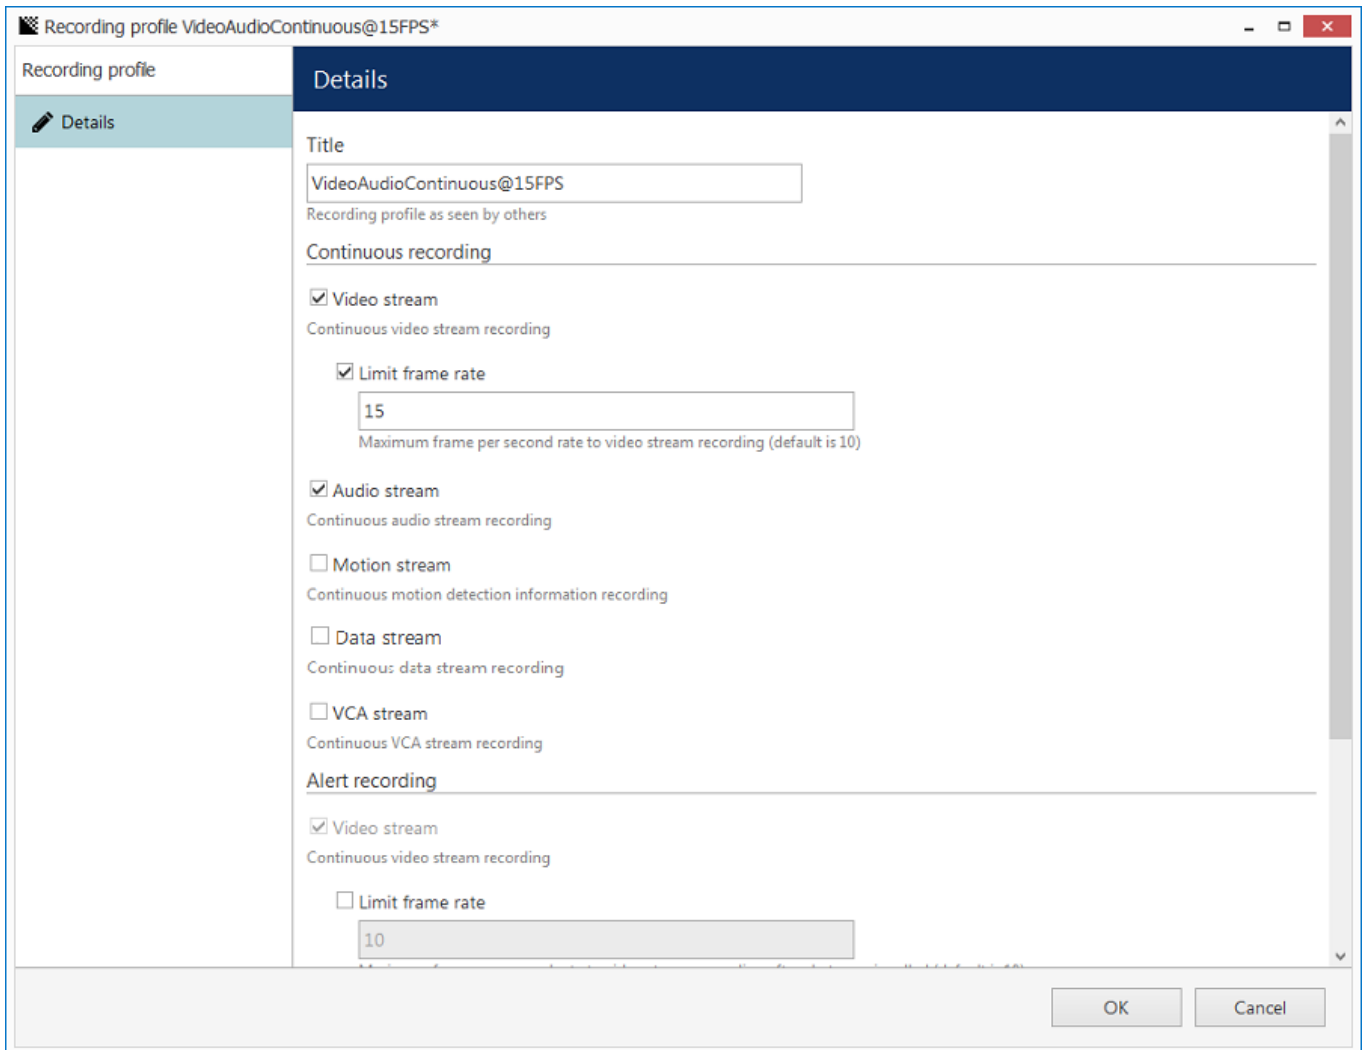 Recording profile VideoAudioContinuous@15FPS*
Recording profile
Details
Details
Title
VideoAudioContinuous@15FPS
Recording profile as seen by others
Continuous recording
Video stream
Continuous video stream recording
Limit frame rate
15
Maximum frame per second rate to video stream recording (default is 10)
Audio stream
Continuous audio stream recording
Motion stream
Continuous motion detection information recording
Data stream
Continuous data stream recording
VCA stream
Continuous VCA stream recording
Alert recording
Video stream
Continuous video stream recording
Limit frame rate
10
OK
Cancel